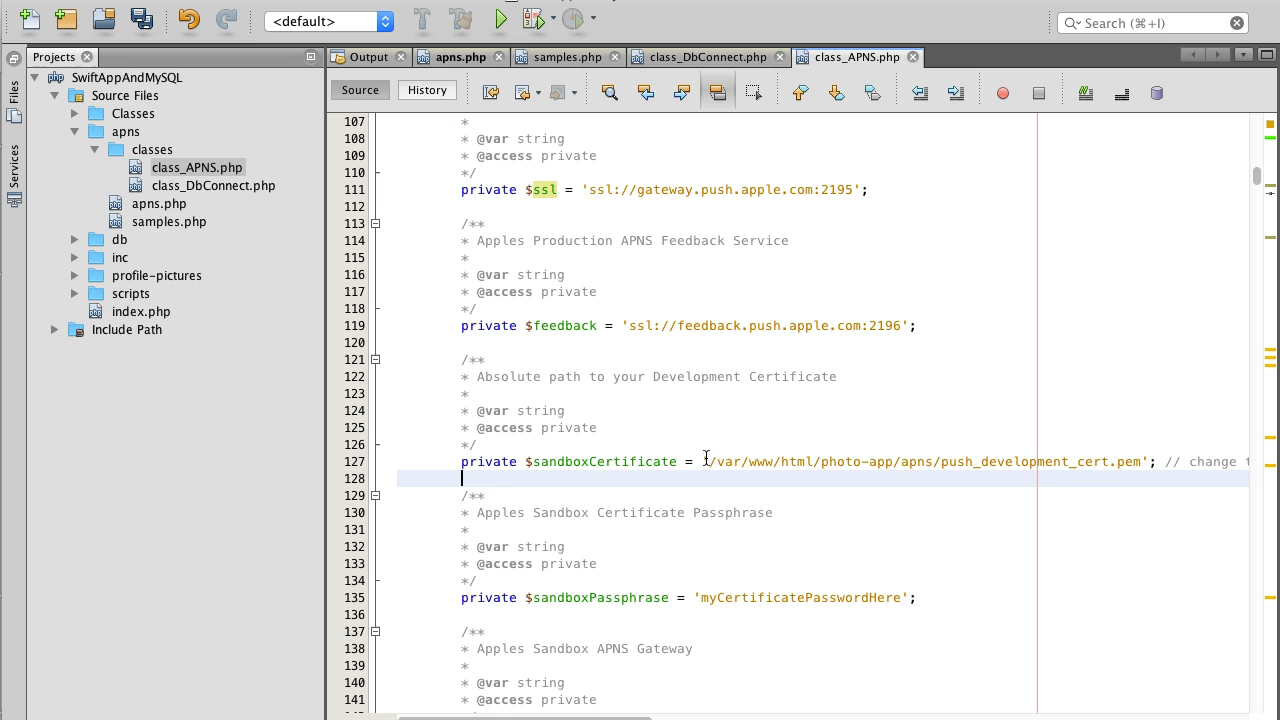 <default>
Search (⌘+I)
Projects
Output
apns.php
samples.php
class_DbConnect.php
class_APNS.php
Files
Services
SwiftAppAndMySQL
Source Files
Classes
apns
classes
class_APNS.php
class_DbConnect.php
apns.php
samples.php
db
inc
profile-pictures
scripts
index.php
Include Path
Source
History
107 *
108 * @var string
109 * @access private
110 */
111 private $ssl = 'ssl://gateway.push.apple.com:2195';
112
113 /**
114 * Apples Production APNS Feedback Service
115 *
116 * @var string
117 * @access private
118 */
119 private $feedback = 'ssl://feedback.push.apple.com:2196';
120
121 /**
122 * Absolute path to your Development Certificate
123 *
124 * @var string
125 * @access private
126 */
127 private $sandboxCertificate = '/var/www/html/photo-app/apns/push_development_cert.pem'; // change t
128
129 /**
130 * Apples Sandbox Certificate Passphrase
131 *
132 * @var string
133 * @access private
134 */
135 private $sandboxPassphrase = 'myCertificatePasswordHere';
136
137 /**
138 * Apples Sandbox APNS Gateway
139 *
140 * @var string
141 * @access private